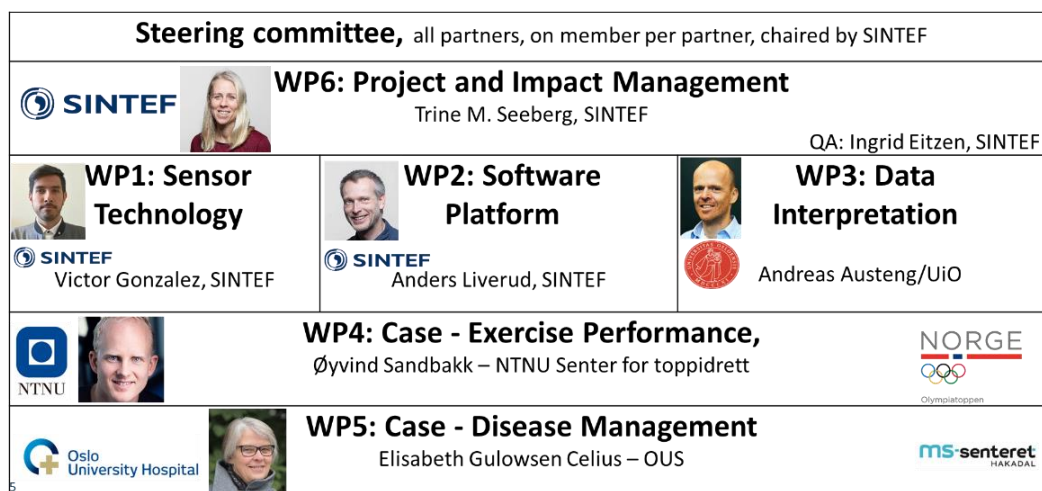 Steering committee, all partners, on member per partner, chaired by SINTEF
SINTEF
WP6: Project and Impact Management
Trine M. Seeberg, SINTEF
QA: Ingrid Eitzen, SINTEF
WP1: Sensor
Technology
SINTEF
Victor Gonzalez, SINTEF
WP2: Software
Platform
SINTEF
Anders Liverud, SINTEF
WP3: Data
Interpretation
Andreas Austeng/UiO
NTNU
WP4: Case - Exercise Performance,
Øyvind Sandbakk – NTNU Senter for toppidrett
NORGE
Olympiatoppen
Oslo
University Hospital
WP5: Case - Disease Management
Elisabeth Gulowsen Celius – OUS
ms-senteret
HAKADAL
5